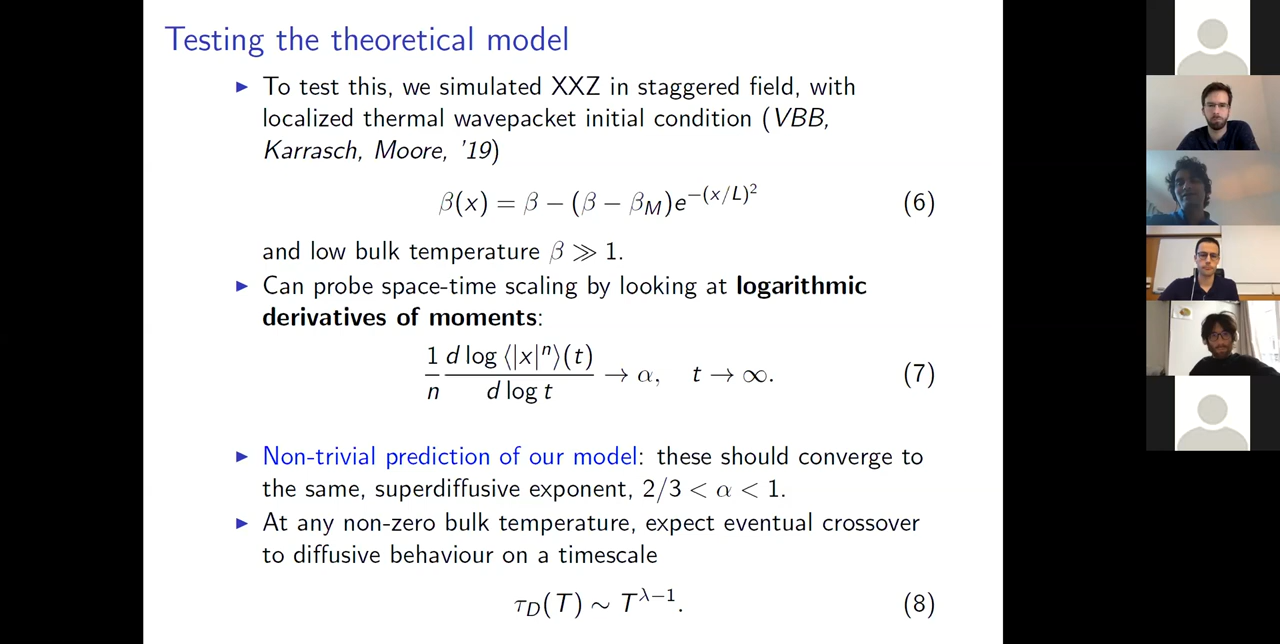 Testing the theoretical model
▶ To test this, we simulated XXZ in staggered field, with
localized thermal wavepacket initial condition (VBB,
Karrasch, Moore, '19)
β(x) = β − (β − β_M)e^{−(x/L)^2} (6)
and low bulk temperature β ≫ 1.
▶ Can probe space-time scaling by looking at logarithmic
derivatives of moments:
\frac{1}{n} \frac{d log ⟨|x|^n⟩(t)}{d log t} → α, t → ∞. (7)
▶ Non-trivial prediction of our model: these should converge to
the same, superdiffusive exponent, 2/3 < α < 1.
▶ At any non-zero bulk temperature, expect eventual crossover
to diffusive behaviour on a timescale
τ_D(T) ∼ T^{λ−1}. (8)